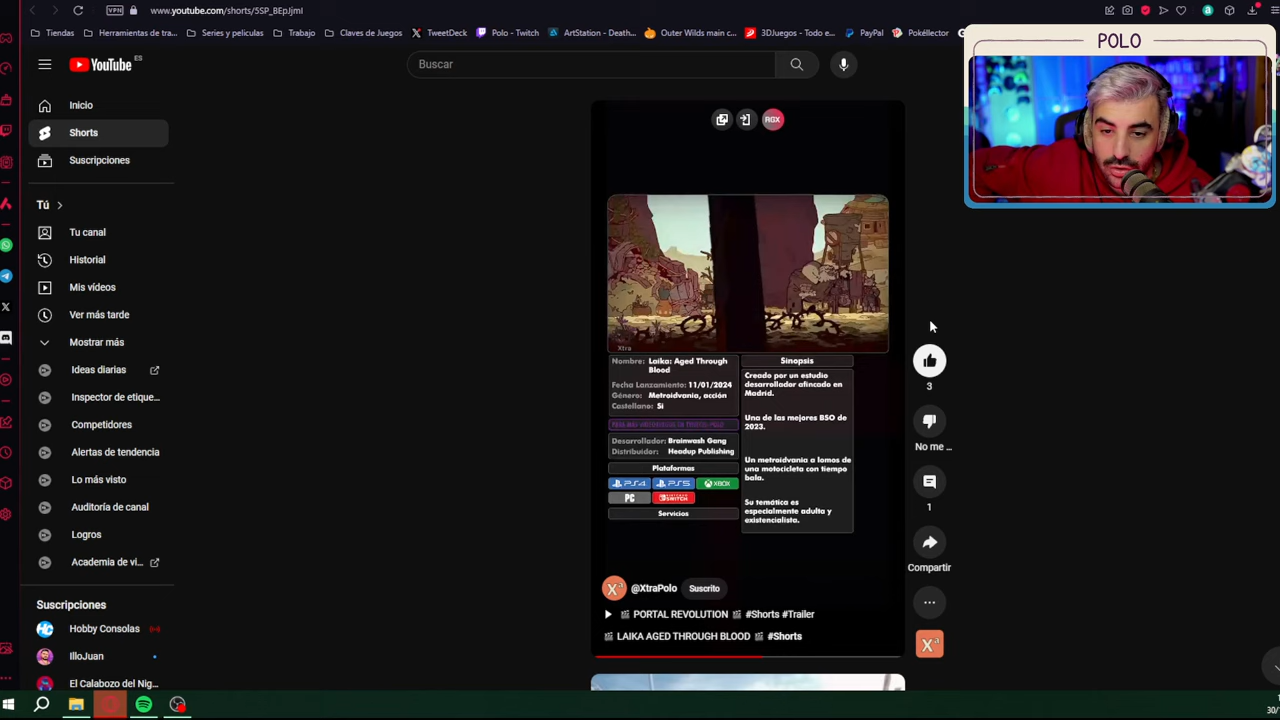 VPN
www.youtube.com/shorts/5SP_BEpJjmI
Tiendas
Herramientas de tra...
Series y peliculas
Trabajo
Claves de Juegos
TweetDeck
Polo - Twitch
ArtStation - Death...
Outer Wilds main c...
3DJuegos - Todo e...
PayPal
Pokéllector
POLO
YouTube ES
Buscar
Inicio
Shorts
Suscripciones
Tú
Tu canal
Historial
Mis vídeos
Ver más tarde
Mostrar más
Ideas diarias
Inspector de etique...
Competidores
Alertas de tendencia
Lo más visto
Auditoría de canal
Logros
Academia de vi...
Suscripciones
Hobby Consolas
IlloJuan
El Calabozo del Nig...
RGX
Xtra
Nombre: Laika: Aged Through
Blood
Fecha Lanzamiento: 11/01/2024
Género: Metroidvania, acción
Castellano: Si
Desarrollador: Brainwash Gang
Distribuidor: Headup Publishing
Plataformas
PS4
PS5
XBOX
PC
SWITCH
Servicios
Sinopsis
Creado por un estudio
desarrollador afincado en
Madrid.
Una de las mejores BSO de
2023.
Un metroidvania a lomos de
una motocicleta con tiempo
bala.
Su temática es
especialmente adulta y
existencialista.
3
No me ...
1
Compartir
@XtraPolo
Suscrito
PORTAL REVOLUTION #Shorts #Trailer
LAIKA AGED THROUGH BLOOD #Shorts
30/